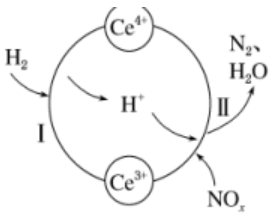 Ce⁴⁺
H₂
N₂、
H₂O
H⁺
Ⅰ
Ⅱ
Ce³⁺
NOₓ